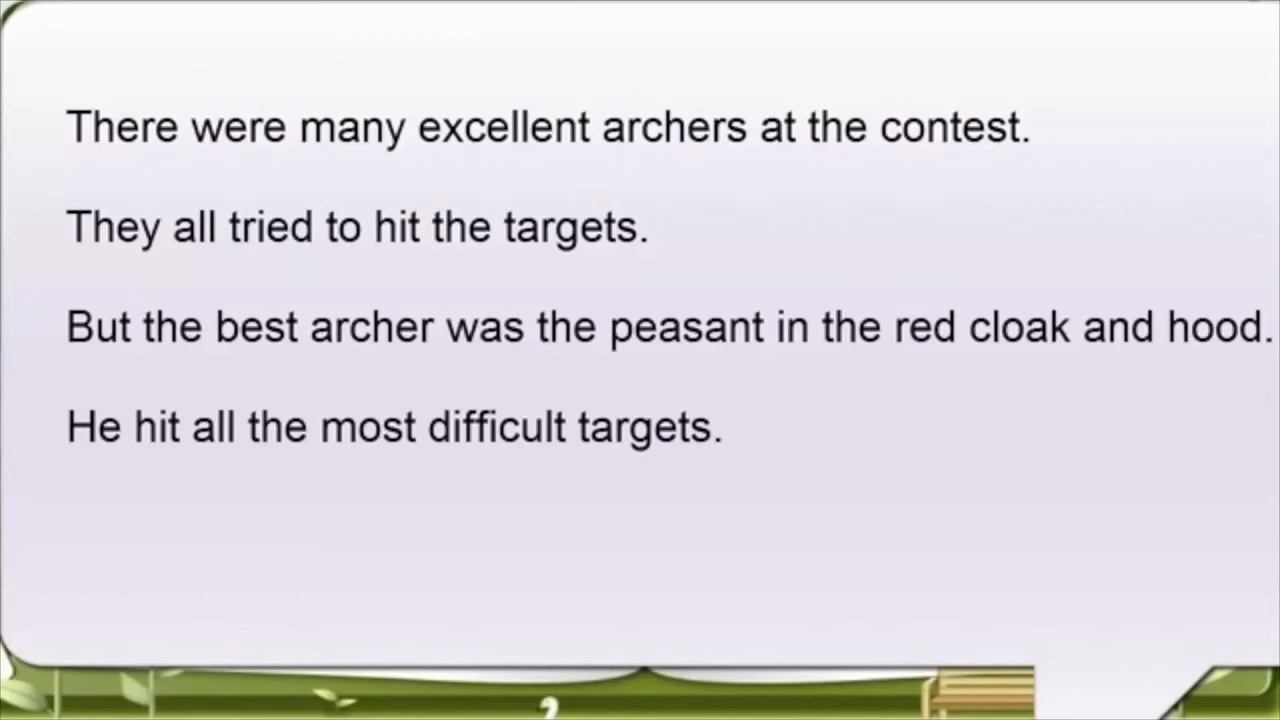 There were many excellent archers at the contest.
They all tried to hit the targets.
But the best archer was the peasant in the red cloak and hood.
He hit all the most difficult targets.